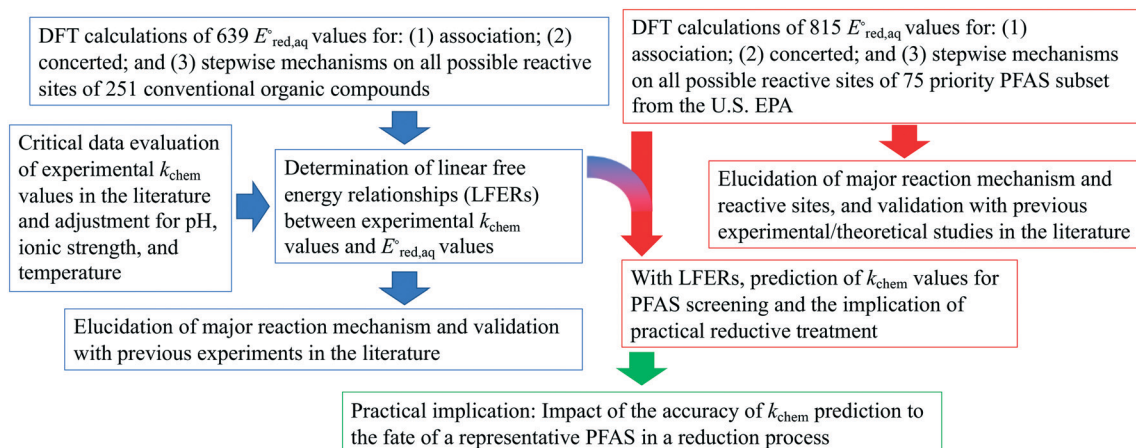 DFT calculations of 639 E°red,aq values for: (1) association; (2)
concerted; and (3) stepwise mechanisms on all possible reactive
sites of 251 conventional organic compounds
DFT calculations of 815 E°red,aq values for: (1)
association; (2) concerted; and (3) stepwise mechanisms
on all possible reactive sites of 75 priority PFAS subset
from the U.S. EPA
Critical data evaluation
of experimental kchem
values in the literature
and adjustment for pH,
ionic strength, and
temperature
Determination of linear free
energy relationships (LFERs)
between experimental kchem
values and E°red,aq values
Elucidation of major reaction mechanism and
reactive sites, and validation with previous
experimental/theoretical studies in the literature
With LFERs, prediction of kchem values for
PFAS screening and the implication of
practical reductive treatment
Elucidation of major reaction mechanism and validation
with previous experiments in the literature
Practical implication: Impact of the accuracy of kchem prediction to
the fate of a representative PFAS in a reduction process